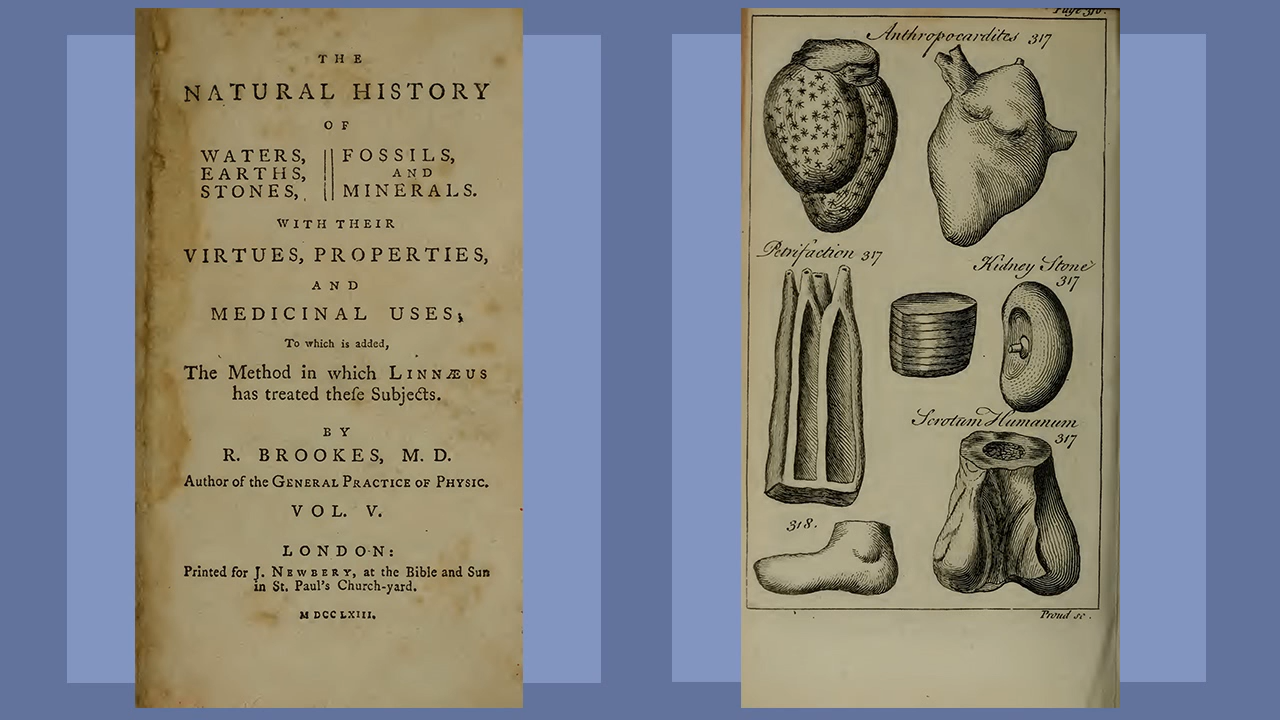 THE
NATURAL HISTORY
OF
WATERS,
EARTHS,
STONES,
FOSSILS,
AND
MINERALS.
WITH THEIR
VIRTUES, PROPERTIES,
AND
MEDICINAL USES;
To which is added,
The Method in which LINNÆUS
has treated theſe Subjects.
BY
R. BROOKES, M. D.
Author of the GENERAL PRACTICE OF PHYSIC.
VOL. V.
LONDON:
Printed for J. NEWBERY, at the Bible and Sun
in St. Paul's Church-yard.
M DCC LXIII.
Anthropocardites 317
Petrifaction 317
Kidney Stone
317
Scrotum Humanum
317
318.
Proud sc.